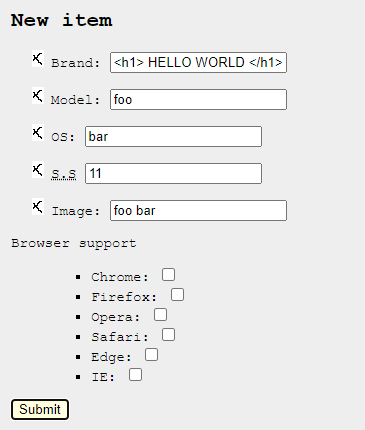 New item
Brand: <h1> HELLO WORLD </h1>
Model: foo
OS: bar
S.S 11
Image: foo bar
Browser support
Chrome:
Firefox:
Opera:
Safari:
Edge:
IE:
Submit